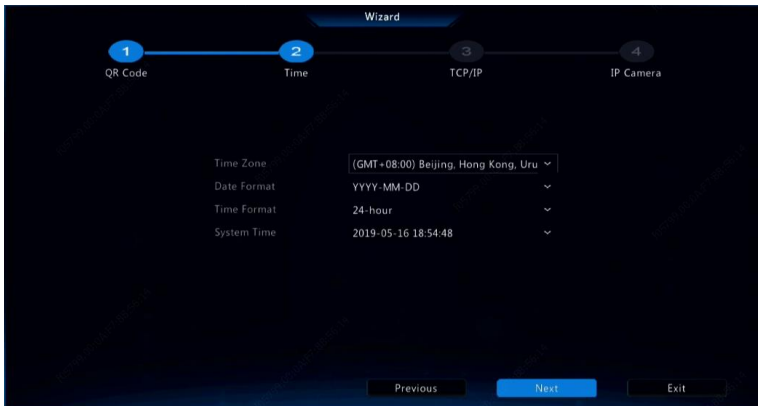 Wizard
1 2 3 4
QR Code Time TCP/IP IP Camera
Time Zone (GMT+08:00) Beijing, Hong Kong, Uru
Date Format YYYY-MM-DD
Time Format 24-hour
System Time 2019-05-16 18:54:48
Previous Next Exit